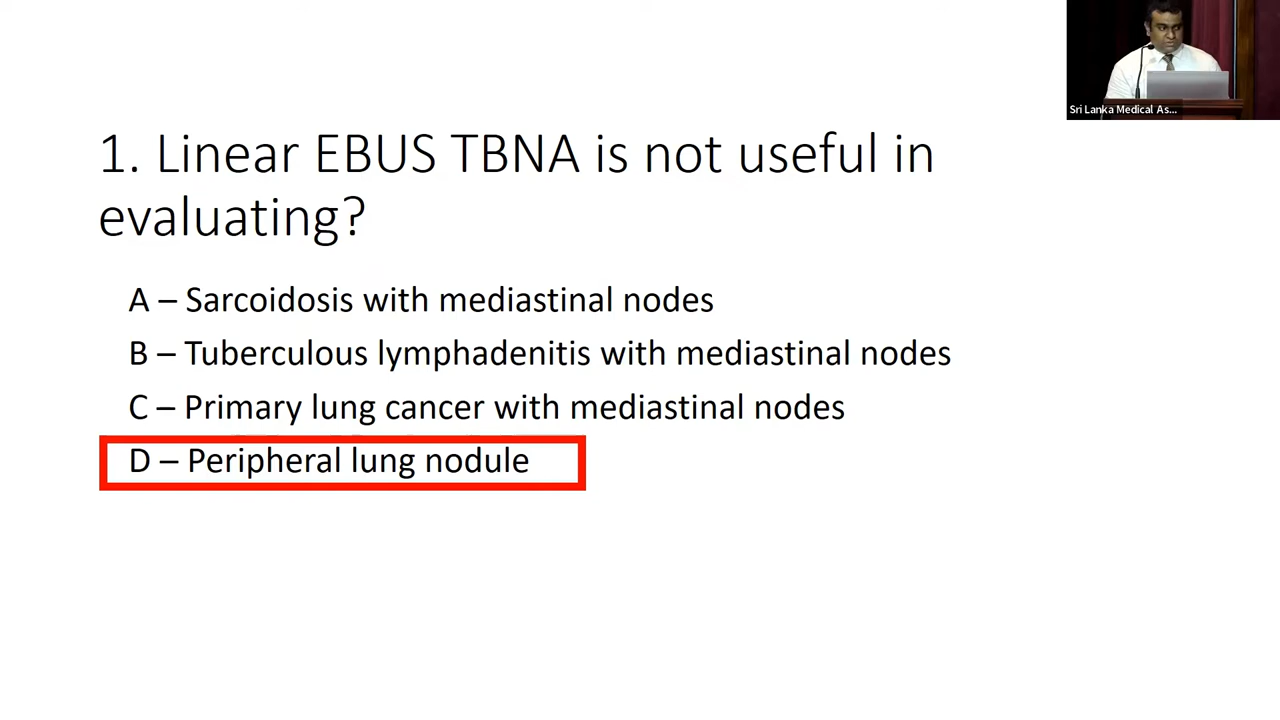 Sri Lanka Medical As...
1. Linear EBUS TBNA is not useful in
evaluating?
A – Sarcoidosis with mediastinal nodes
B – Tuberculous lymphadenitis with mediastinal nodes
C – Primary lung cancer with mediastinal nodes
D – Peripheral lung nodule